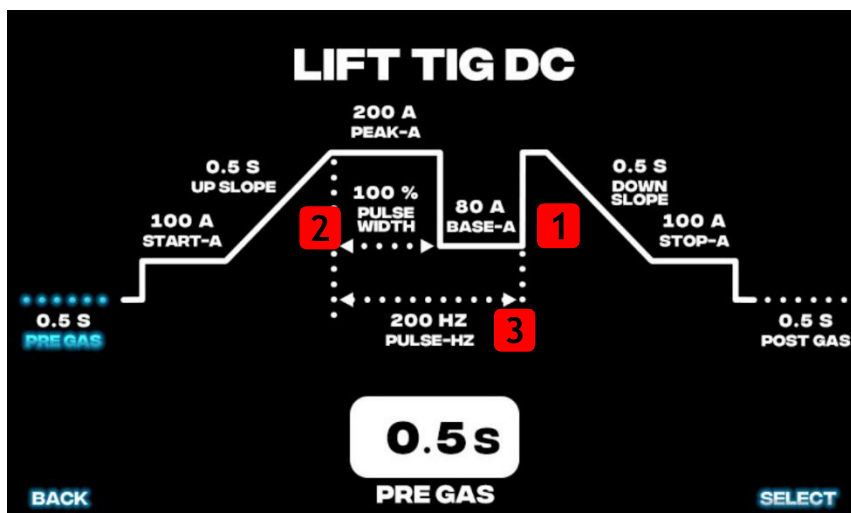 LIFT TIG DC
200 A
PEAK-A
0.5 S
UP SLOPE
100 %
PULSE
WIDTH
2
80 A
BASE-A
1
0.5 S
DOWN
SLOPE
100 A
START-A
100 A
STOP-A
0.5 S
PRE GAS
200 HZ
PULSE-HZ
3
0.5 S
POST GAS
0.5 S
PRE GAS
BACK
SELECT